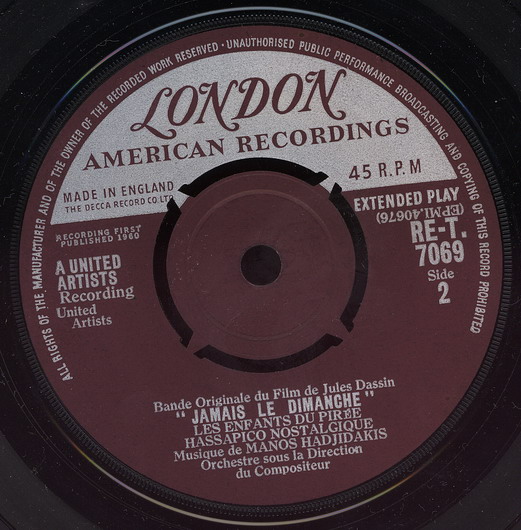 ALL RIGHTS OF THE MANUFACTURER AND OF THE OWNER OF THE RECORDED WORK RESERVED · UNAUTHORISED PUBLIC PERFORMANCE BROADCASTING AND COPYING OF THIS RECORD PROHIBITED
LONDON
AMERICAN RECORDINGS
MADE IN ENGLAND
THE DECCA RECORD CO. LTD
45 R.P.M
RECORDING FIRST
PUBLISHED 1960
EXTENDED PLAY
(EPMI.40676)
RE-T.
7069
Side
2
A UNITED
ARTISTS
Recording
United
Artists
Bande Originale du Film de Jules Dassin
"JAMAIS LE DIMANCHE"
LES ENFANTS DU PIRÉE
HASSAPICO NOSTALGIQUE
Musique de MANOS HADJIDAKIS
Orchestre sous la Direction
du Compositeur